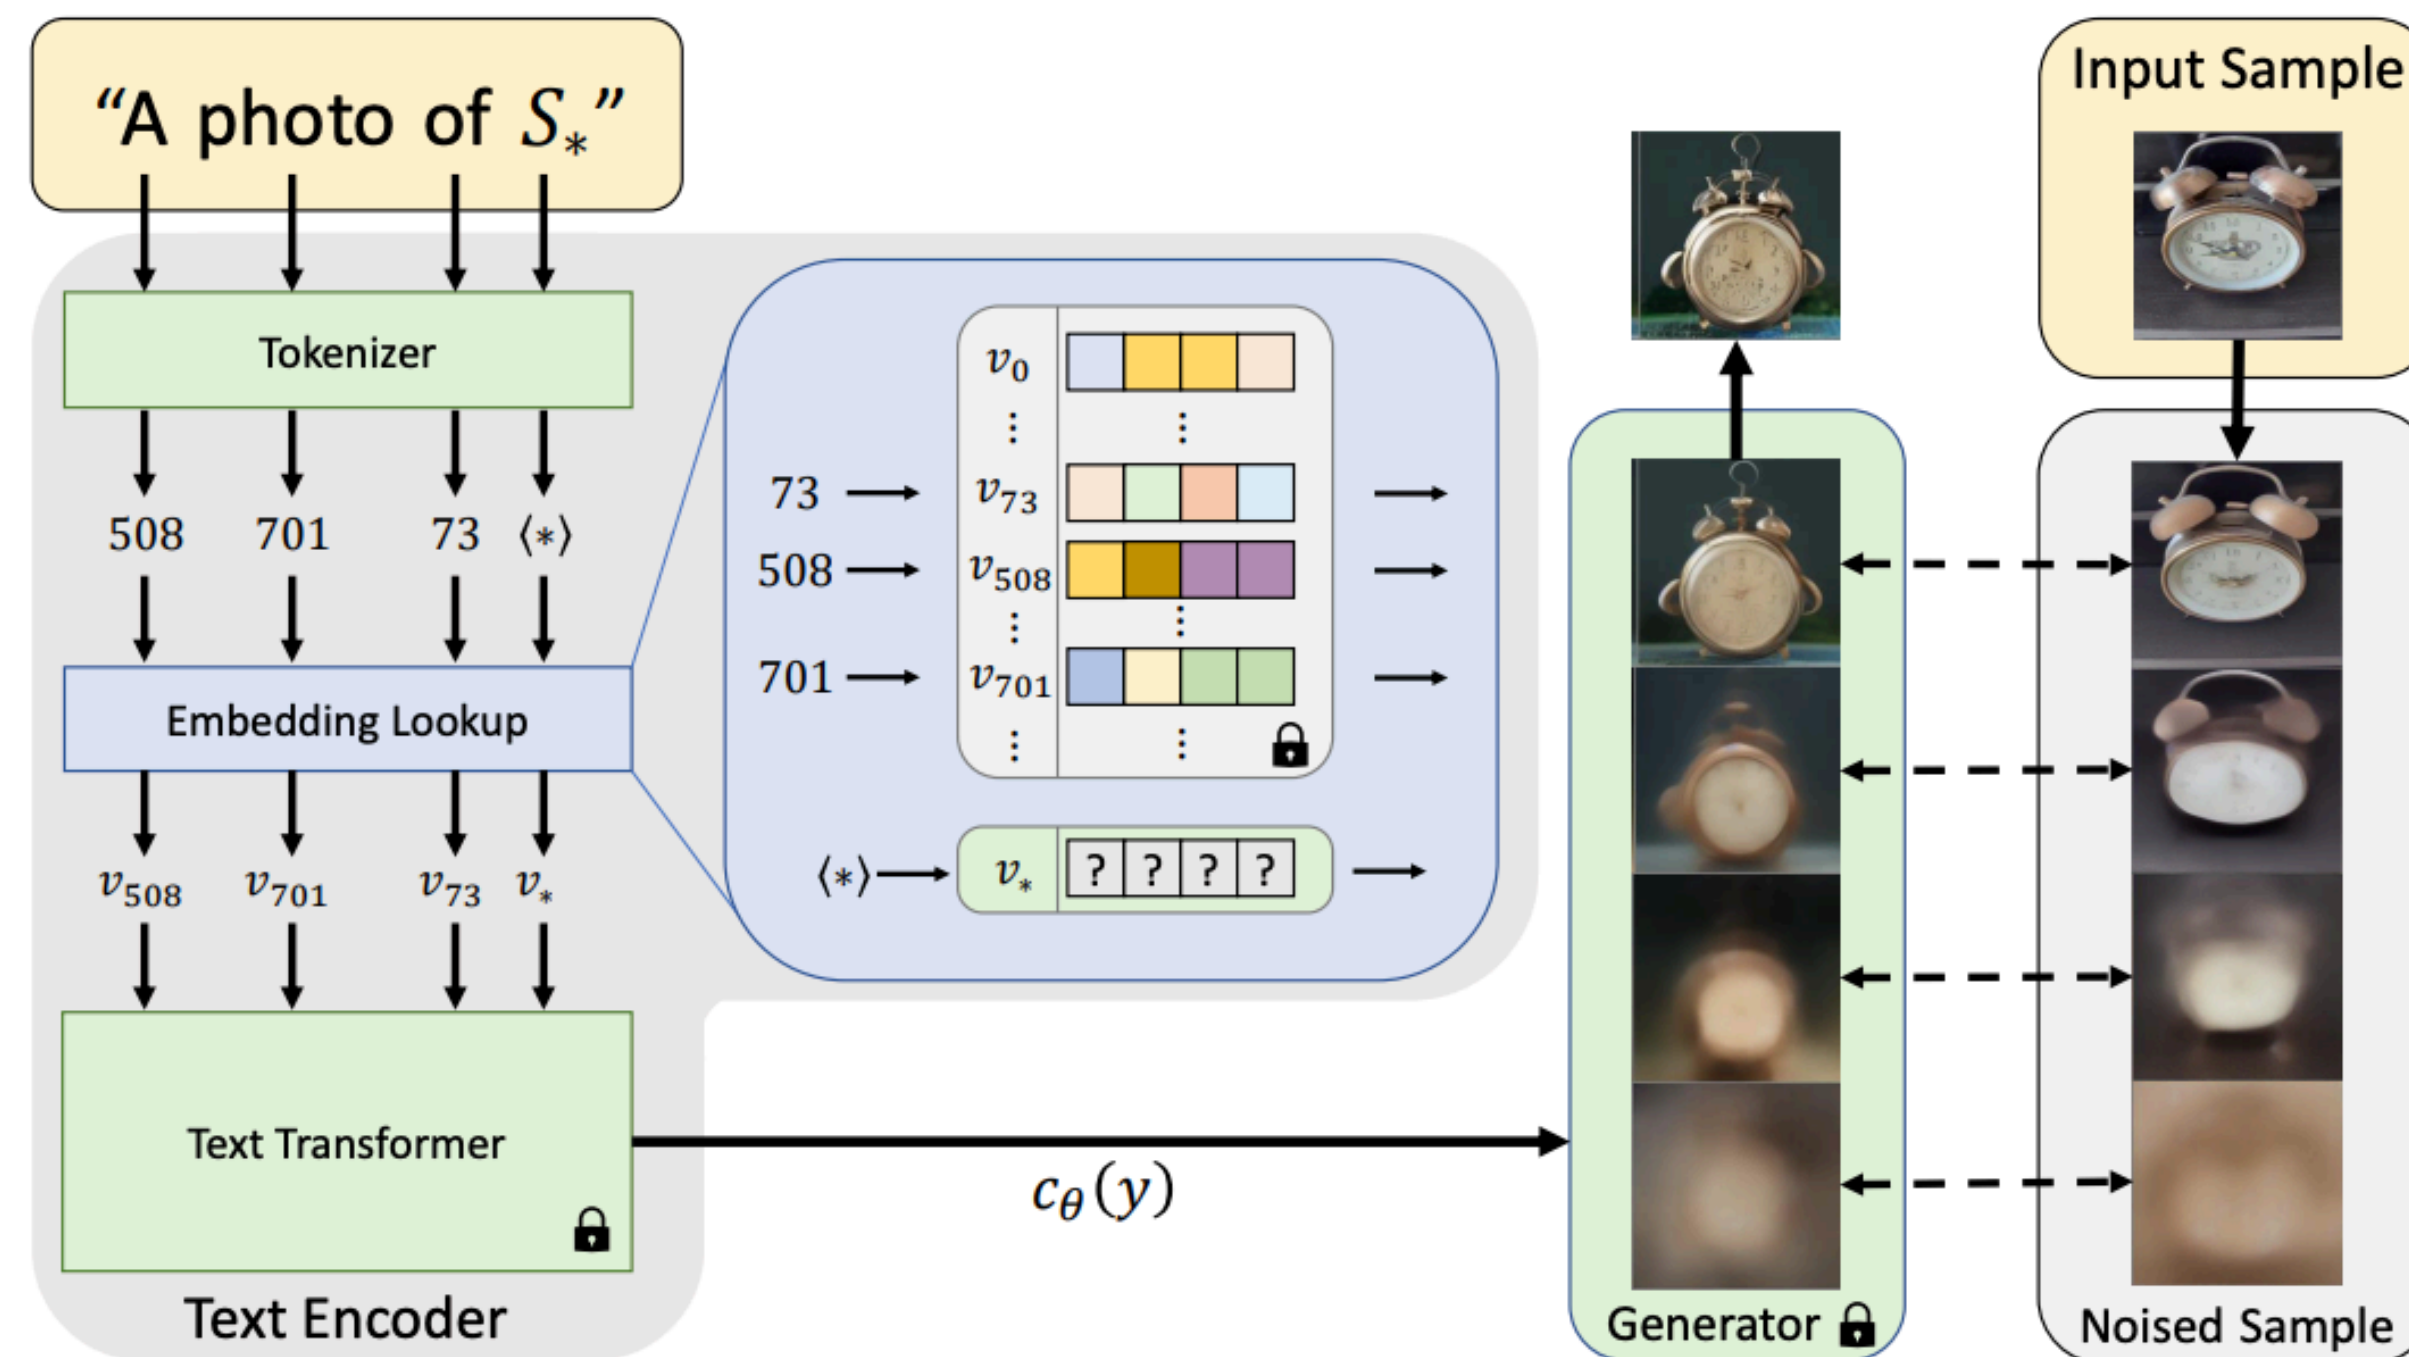 “A photo of S*”
Tokenizer
508 701 73 ⟨*⟩
Embedding Lookup
v508 v701 v73 v*
Text Transformer
Text Encoder
v0
⋮ ⋮
73 v73
508 v508
⋮ ⋮
701 v701
⋮ ⋮
⟨*⟩ v* ? ? ? ?
cθ(y)
Generator
Input Sample
Noised Sample